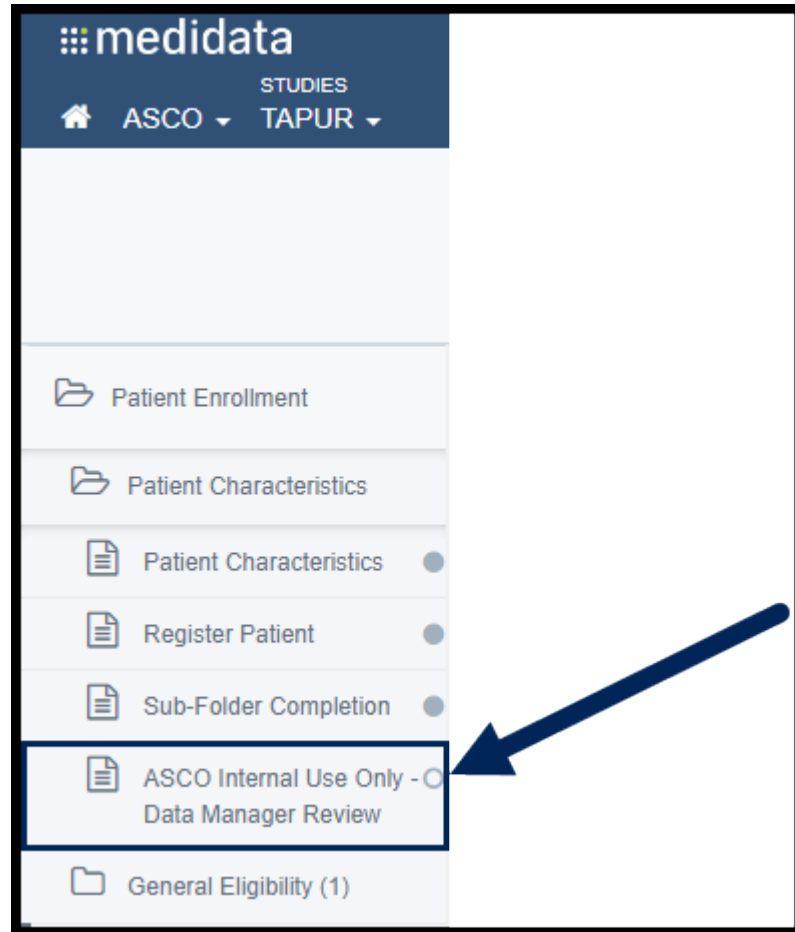 medidata
STUDIES
ASCO TAPUR
Patient Enrollment
Patient Characteristics
Patient Characteristics
Register Patient
Sub-Folder Completion
ASCO Internal Use Only -
Data Manager Review
General Eligibility (1)